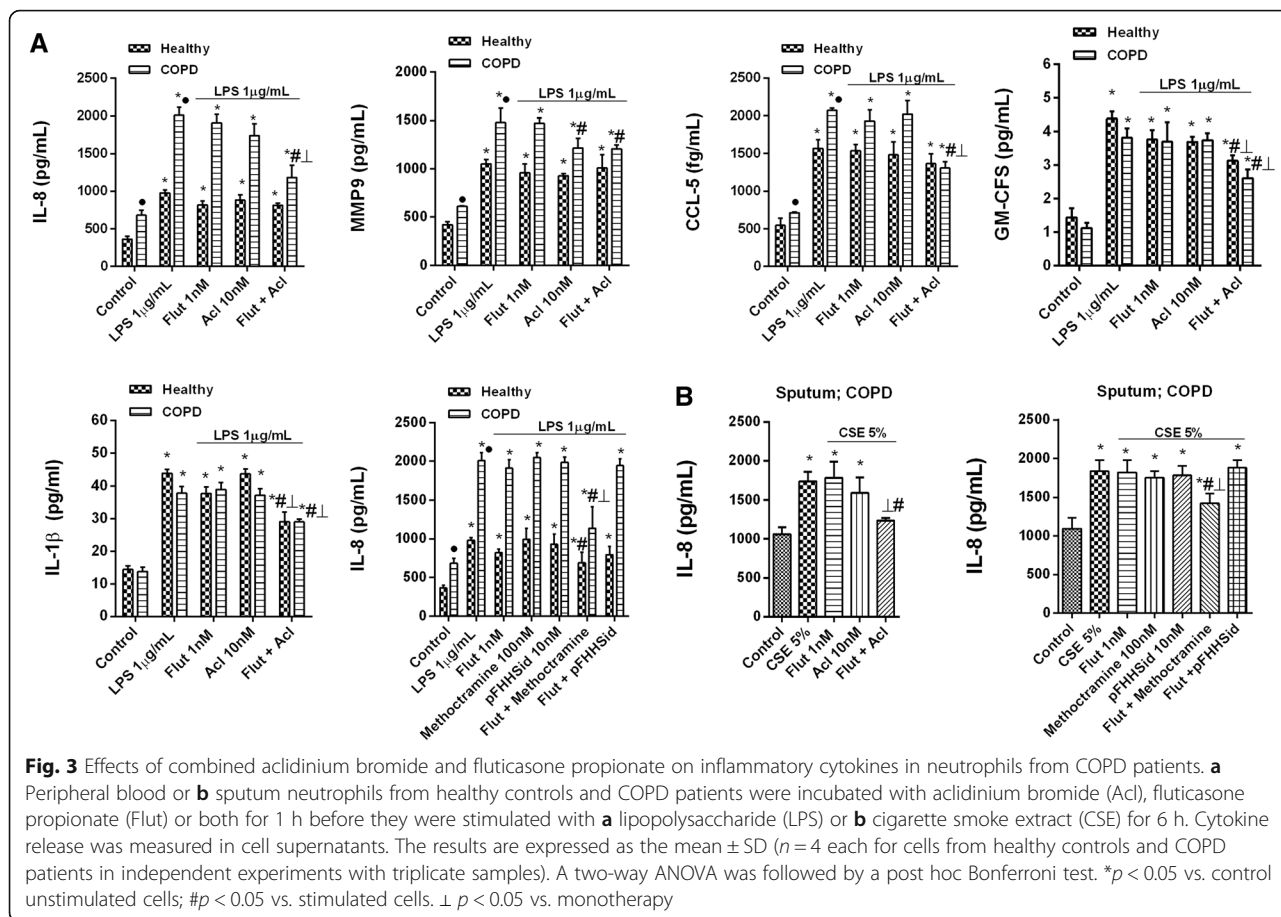 A
Healthy
COPD
LPS 1μg/mL
IL-8 (pg/mL)
2500
2000
1500
1000
500
0
* ● * * * *#⊥
● * * * * *
Control
LPS 1μg/mL
Flut 1nM
Acl 10nM
Flut + Acl
Healthy
COPD
LPS 1μg/mL
MMP9 (pg/mL)
2000
1500
1000
500
0
* ● * *# *#
● * * * *
Control
LPS 1μg/mL
Flut 1nM
Acl 10nM
Flut + Acl
Healthy
COPD
LPS 1μg/mL
CCL-5 (fg/mL)
2500
2000
1500
1000
500
0
* ● * *
● * * * * *#⊥
Control
LPS 1μg/mL
Flut 1nM
Acl 10nM
Flut + Acl
Healthy
COPD
LPS 1μg/mL
GM-CFS (pg/mL)
6
5
4
3
2
1
0
* * * * * * *#⊥
*#⊥
Control
LPS 1μg/mL
Flut 1nM
Acl 10nM
Flut + Acl
Healthy
COPD
LPS 1μg/mL
IL-1β (pg/ml)
60
50
40
30
20
10
0
* * * * * * *#⊥
*#⊥
Control
LPS 1μg/mL
Flut 1nM
Acl 10nM
Flut + Acl
Healthy
COPD
LPS 1μg/mL
IL-8 (pg/mL)
2500
2000
1500
1000
500
0
* ● * * * *#⊥ *
● * * * * *# *
Control
LPS 1μg/mL
Flut 1nM
Methoctramine 100nM
pFHHSid 10nM
Flut + Methoctramine
Flut + pFHHSid
B
Sputum; COPD
CSE 5%
IL-8 (pg/mL)
2500
2000
1500
1000
500
0
* * * ⊥#
Control
CSE 5%
Flut 1nM
Acl 10nM
Flut + Acl
Sputum; COPD
CSE 5%
IL-8 (pg/mL)
2500
2000
1500
1000
500
0
* * * * *#⊥ *
Control
CSE 5%
Flut 1nM
Methoctramine 100nM
pFHHSid 10nM
Flut + Methoctramine
Flut +pFHHSid
Fig. 3 Effects of combined aclidinium bromide and fluticasone propionate on inflammatory cytokines in neutrophils from COPD patients. a
Peripheral blood or b sputum neutrophils from healthy controls and COPD patients were incubated with aclidinium bromide (Acl), fluticasone
propionate (Flut) or both for 1 h before they were stimulated with a lipopolysaccharide (LPS) or b cigarette smoke extract (CSE) for 6 h. Cytokine
release was measured in cell supernatants. The results are expressed as the mean ± SD (n = 4 each for cells from healthy controls and COPD
patients in independent experiments with triplicate samples). A two-way ANOVA was followed by a post hoc Bonferroni test. *p < 0.05 vs. control
unstimulated cells; #p < 0.05 vs. stimulated cells. ⊥ p < 0.05 vs. monotherapy